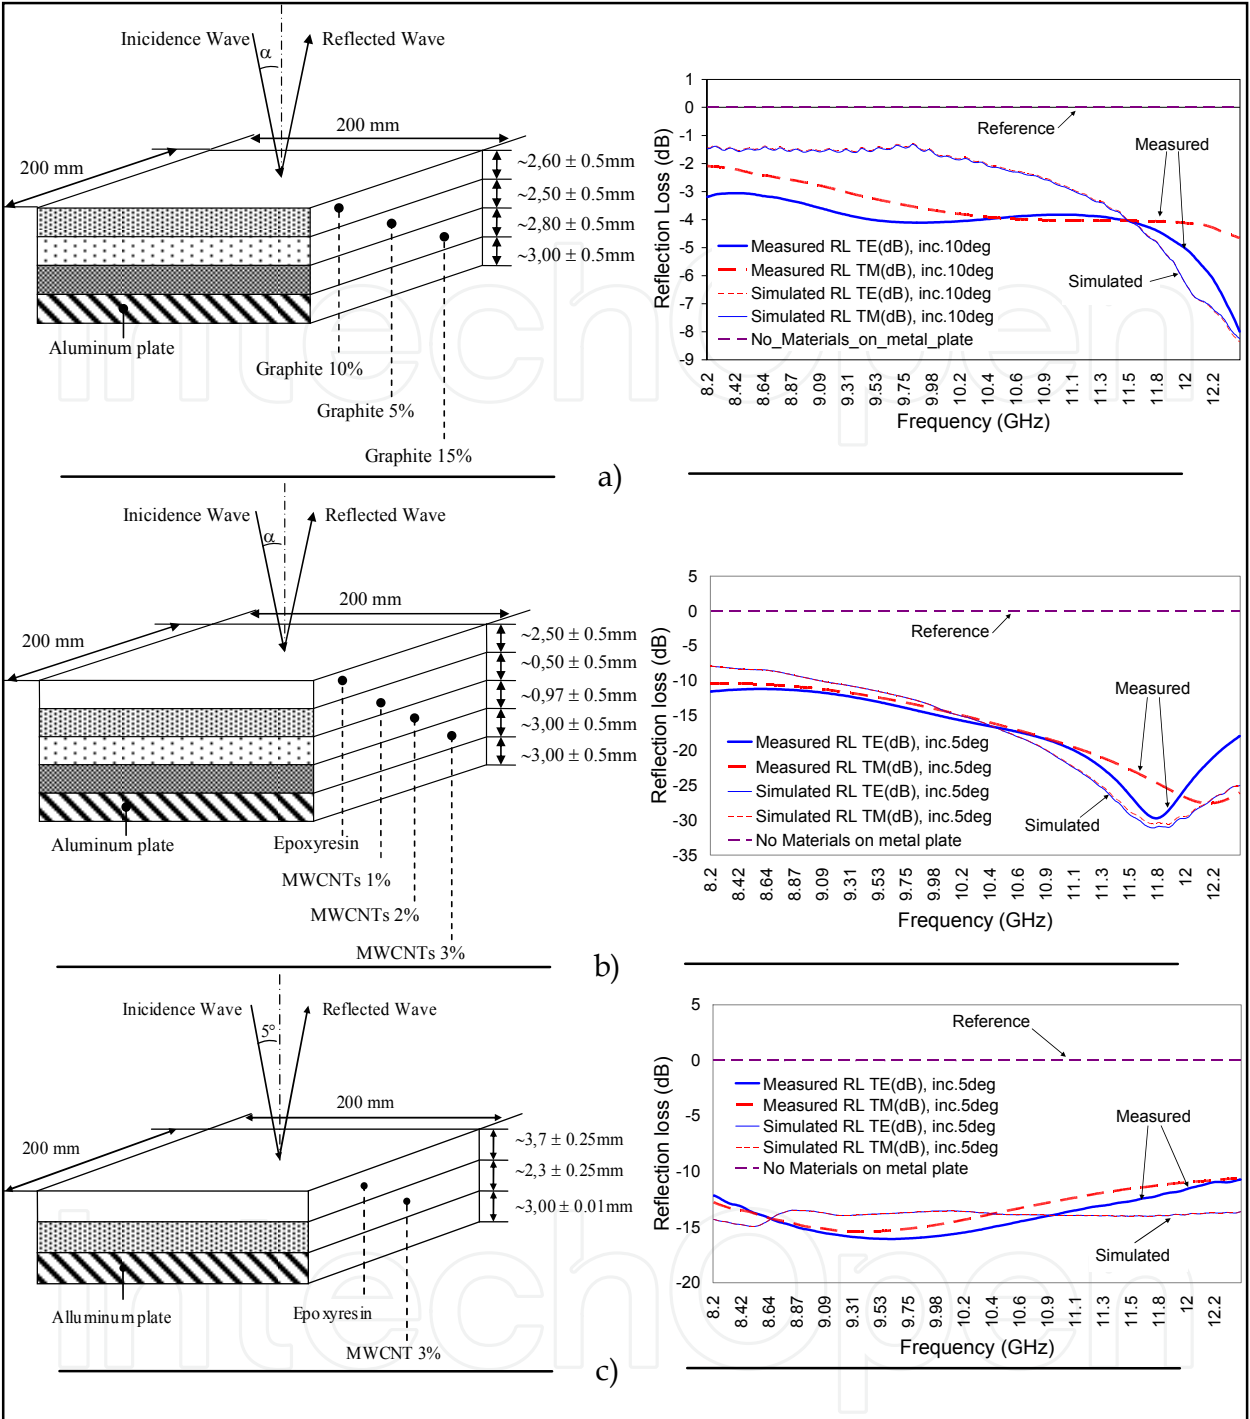 Inicidence Wave
Reflected Wave
α
200 mm
200 mm
~2,60 ± 0.5mm
~2,50 ± 0.5mm
~2,80 ± 0.5mm
~3,00 ± 0.5mm
Aluminum plate
Graphite 10%
Graphite 5%
Graphite 15%
Reflection Loss (dB)
1
0
-1
-2
-3
-4
-5
-6
-7
-8
-9
Reference
Measured
Simulated
Measured RL TE(dB), inc.10deg
Measured RL TM(dB), inc.10deg
Simulated RL TE(dB), inc.10deg
Simulated RL TM(dB), inc.10deg
No_Materials_on_metal_plate
8.2 8.42 8.64 8.87 9.09 9.31 9.53 9.75 9.98 10.2 10.4 10.6 10.9 11.1 11.3 11.5 11.8 12 12.2
Frequency (GHz)
a)
Inicidence Wave
Reflected Wave
α
200 mm
200 mm
~2,50 ± 0.5mm
~0,50 ± 0.5mm
~0,97 ± 0.5mm
~3,00 ± 0.5mm
~3,00 ± 0.5mm
Aluminum plate
Epoxyresin
MWCNTs 1%
MWCNTs 2%
MWCNTs 3%
Reflection loss (dB)
5
0
-5
-10
-15
-20
-25
-30
-35
Reference
Measured
Simulated
Measured RL TE(dB), inc.5deg
Measured RL TM(dB), inc.5deg
Simulated RL TE(dB), inc.5deg
Simulated RL TM(dB), inc.5deg
No Materials on metal plate
8.2 8.42 8.64 8.87 9.09 9.31 9.53 9.75 9.98 10.2 10.4 10.6 10.9 11.1 11.3 11.5 11.8 12 12.2
Frequency (GHz)
b)
Inicidence Wave
Reflected Wave
5°
200 mm
200 mm
~3,7 ± 0.25mm
~2,3 ± 0.25mm
~3,00 ± 0.01mm
Alluminum plate
Epoxyresin
MWCNT 3%
Reflection loss (dB)
5
0
-5
-10
-15
-20
Reference
Measured
Simulated
Measured RL TE(dB), inc.5deg
Measured RL TM(dB), inc.5deg
Simulated RL TE(dB), inc.5deg
Simulated RL TM(dB), inc.5deg
No Materials on metal plate
8.2 8.42 8.64 8.87 9.09 9.31 9.53 9.75 9.98 10.2 10.4 10.6 10.9 11.1 11.3 11.5 11.8 12 12.2
Frequency (GHz)
c)
intechopen
intechopen